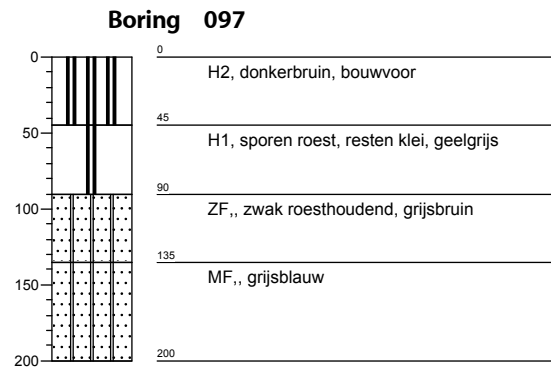 Boring 097
0
0
H2, donkerbruin, bouwvoor
45
50
H1, sporen roest, resten klei, geelgrijs
90
100
ZF,, zwak roesthoudend, grijsbruin
135
150
MF,, grijsblauw
200
200